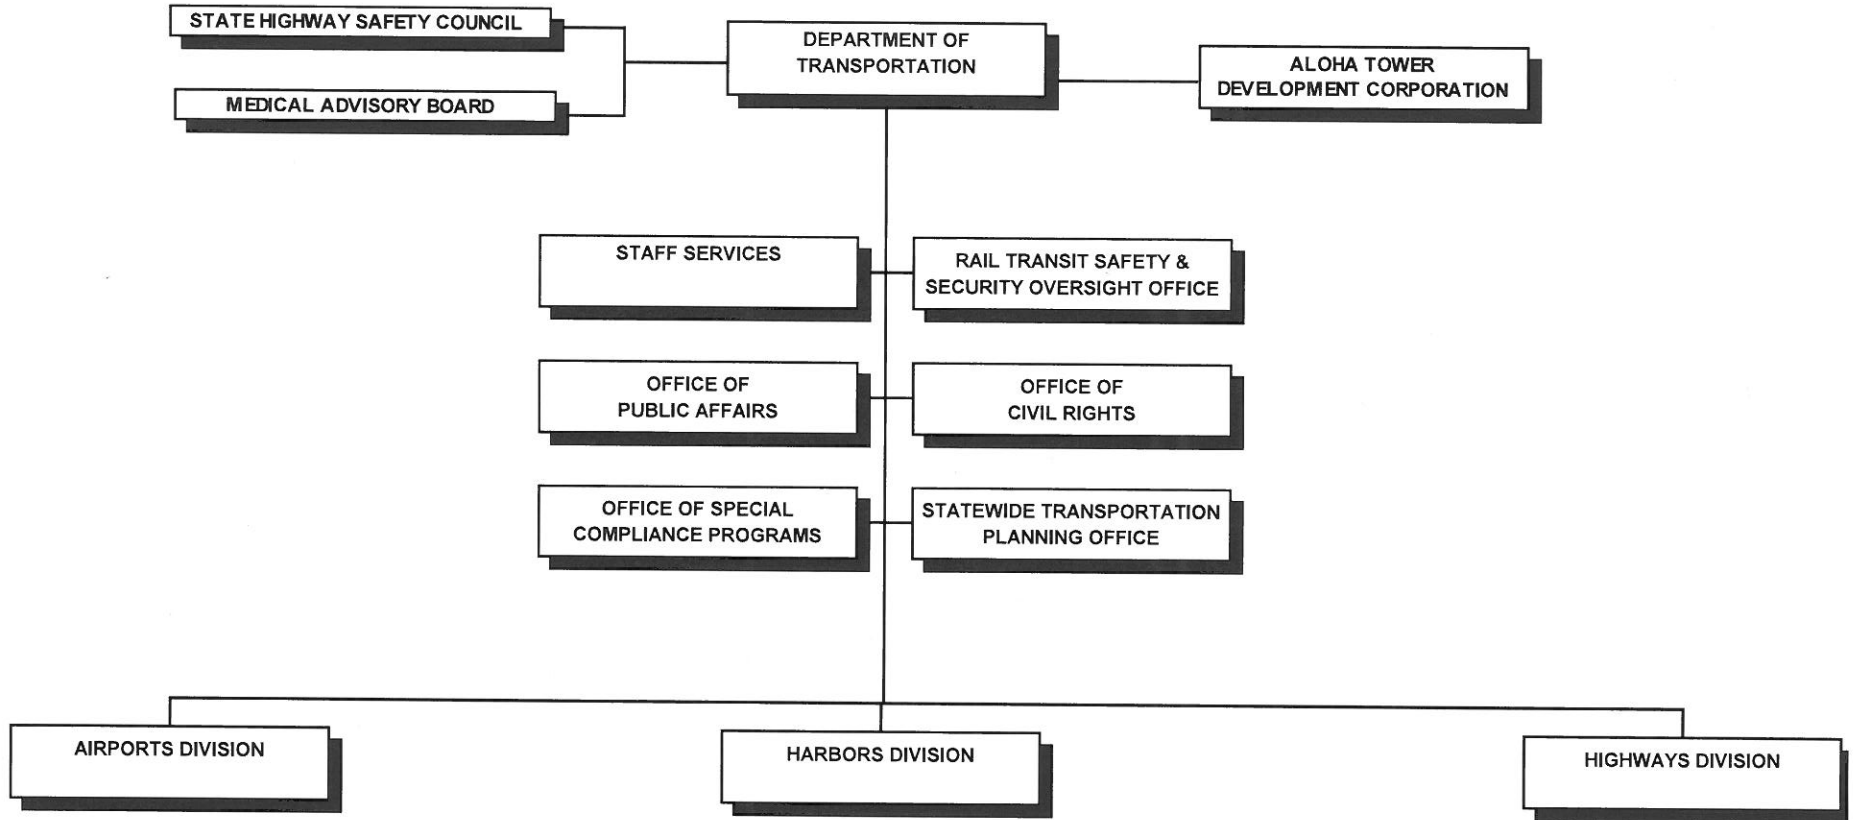 STATE HIGHWAY SAFETY COUNCIL
MEDICAL ADVISORY BOARD
DEPARTMENT OF
TRANSPORTATION
ALOHA TOWER
DEVELOPMENT CORPORATION
STAFF SERVICES
RAIL TRANSIT SAFETY &
SECURITY OVERSIGHT OFFICE
OFFICE OF
PUBLIC AFFAIRS
OFFICE OF
CIVIL RIGHTS
OFFICE OF SPECIAL
COMPLIANCE PROGRAMS
STATEWIDE TRANSPORTATION
PLANNING OFFICE
AIRPORTS DIVISION
HARBORS DIVISION
HIGHWAYS DIVISION